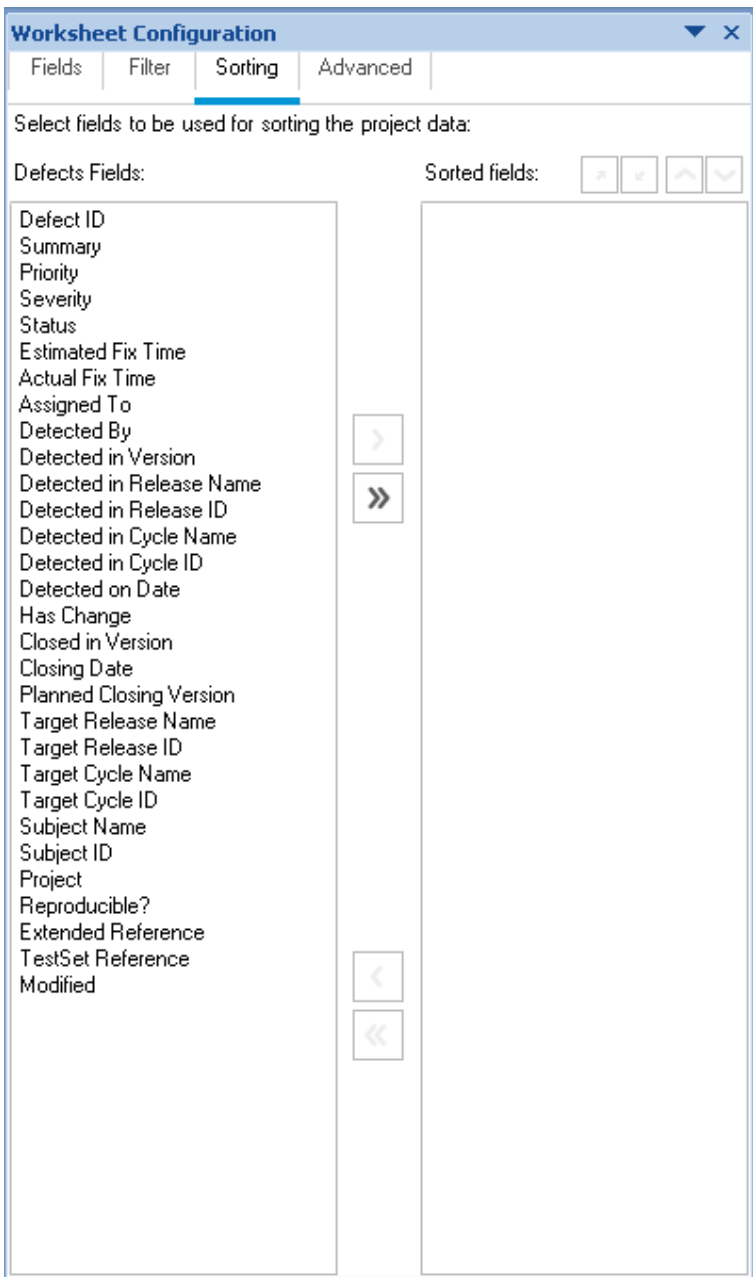 Worksheet Configuration
Fields Filter Sorting Advanced
Select fields to be used for sorting the project data:
Defects Fields: Sorted fields:
Defect ID
Summary
Priority
Severity
Status
Estimated Fix Time
Actual Fix Time
Assigned To
Detected By
Detected in Version
Detected in Release Name
Detected in Release ID
Detected in Cycle Name
Detected in Cycle ID
Detected on Date
Has Change
Closed in Version
Closing Date
Planned Closing Version
Target Release Name
Target Release ID
Target Cycle Name
Target Cycle ID
Subject Name
Subject ID
Project
Reproducible?
Extended Reference
TestSet Reference
Modified